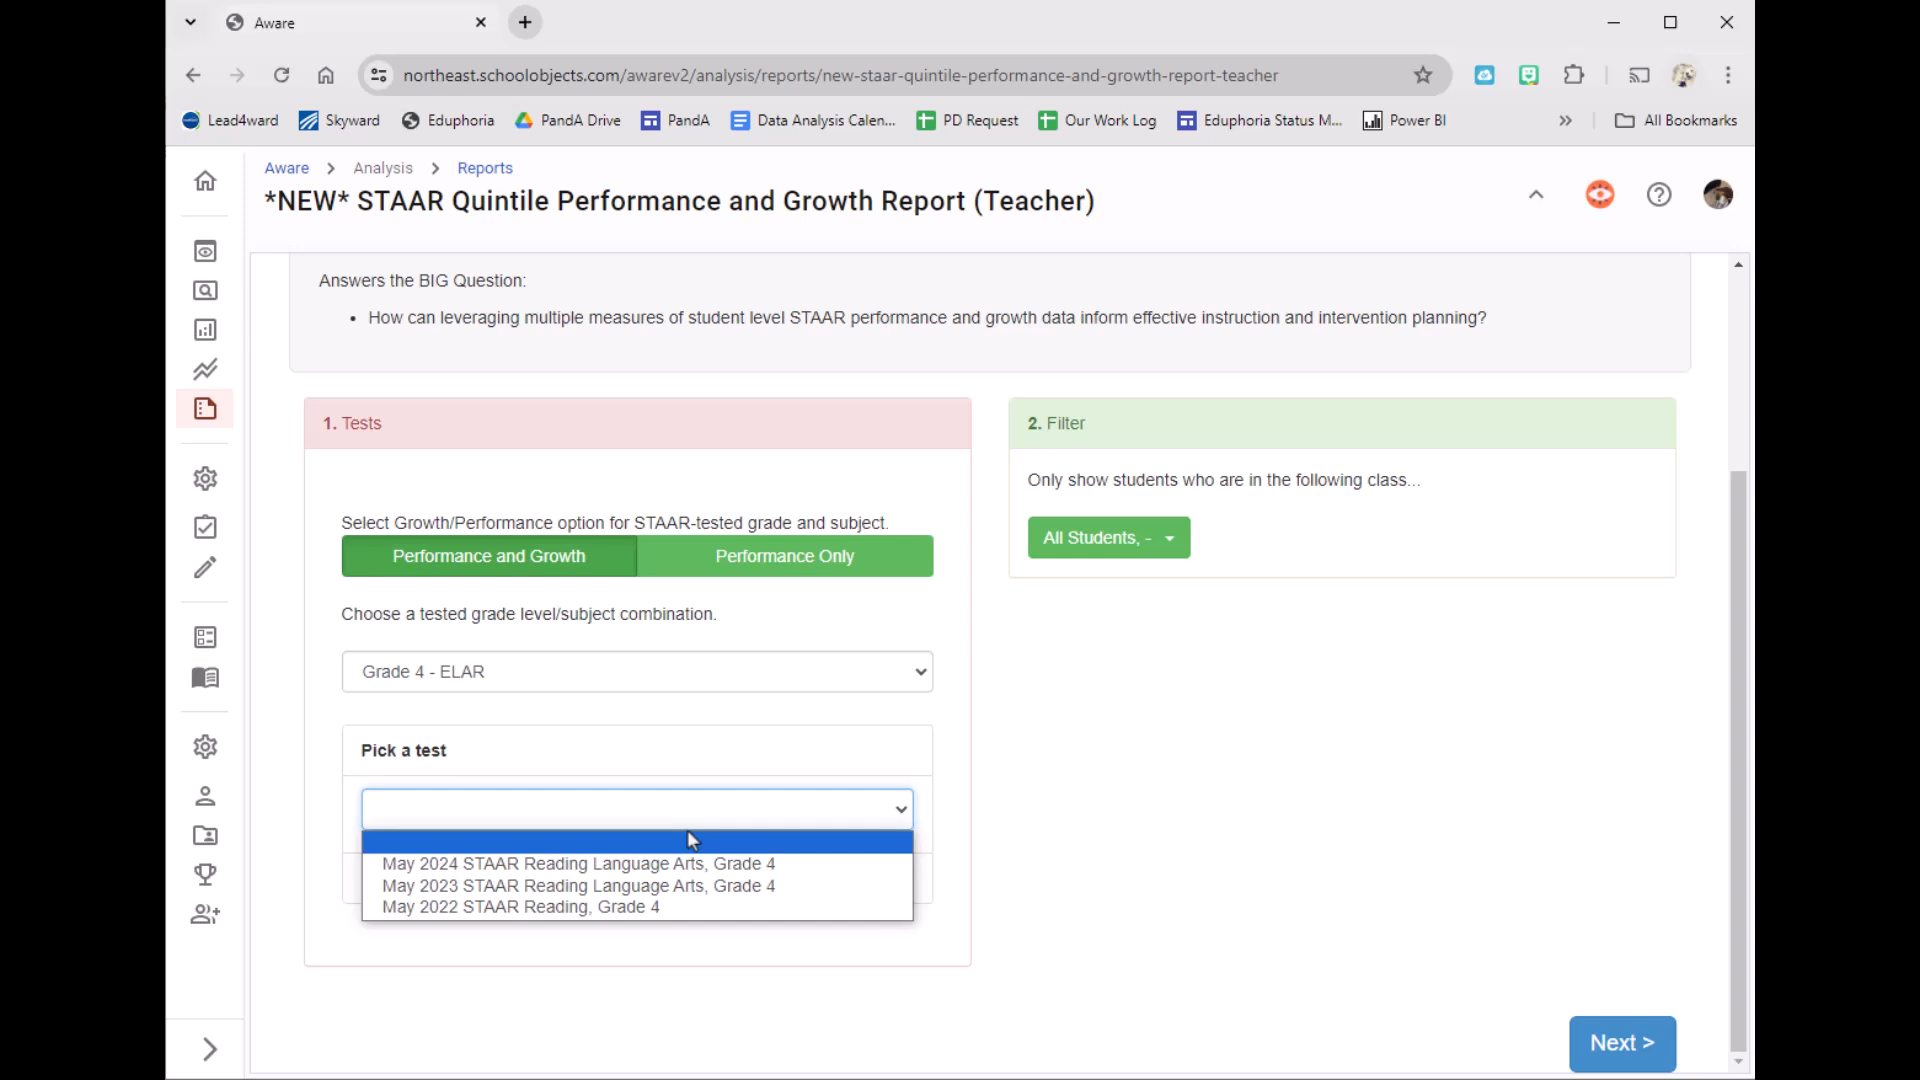 Aware
northeast.schoolobjects.com/awarev2/analysis/reports/new-staar-quintile-performance-and-growth-report-teacher
Lead4ward Skyward Eduphoria PandA Drive PandA Data Analysis Calen... PD Request Our Work Log Eduphoria Status M... Power BI » All Bookmarks
Aware > Analysis > Reports
*NEW* STAAR Quintile Performance and Growth Report (Teacher)
Answers the BIG Question:
• How can leveraging multiple measures of student level STAAR performance and growth data inform effective instruction and intervention planning?
1. Tests
2. Filter
Only show students who are in the following class...
All Students, -
Select Growth/Performance option for STAAR-tested grade and subject.
Performance and Growth Performance Only
Choose a tested grade level/subject combination.
Grade 4 - ELAR
Pick a test
May 2024 STAAR Reading Language Arts, Grade 4
May 2023 STAAR Reading Language Arts, Grade 4
May 2022 STAAR Reading, Grade 4
Next >